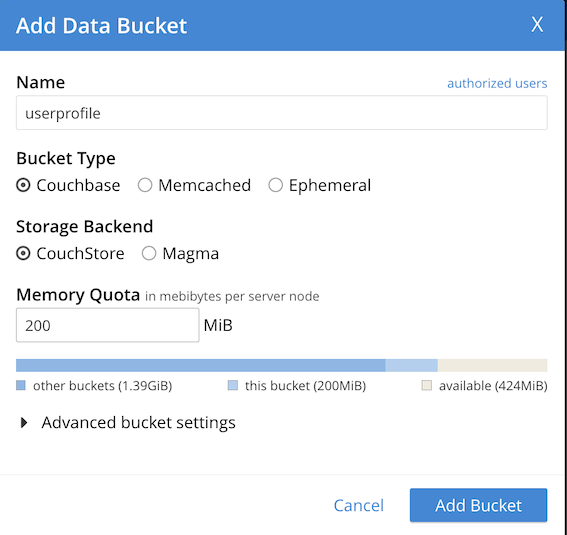 Add Data Bucket X
Name authorized users
userprofile
Bucket Type
Couchbase Memcached Ephemeral
Storage Backend
CouchStore Magma
Memory Quota in mebibytes per server node
200 MiB
other buckets (1.39GiB) this bucket (200MiB) available (424MiB)
Advanced bucket settings
Cancel Add Bucket